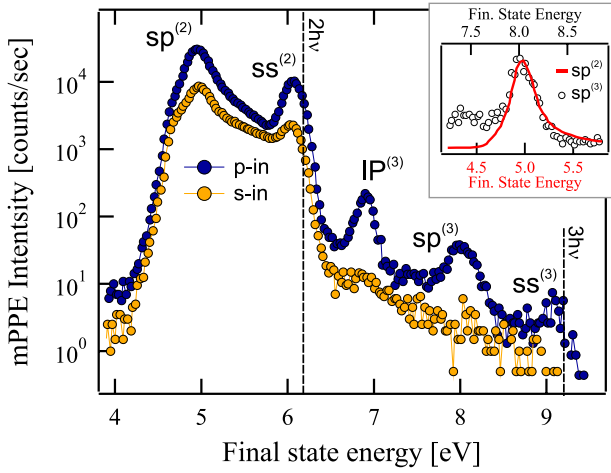 sp(2)
ss(2)
2hν
IP(3)
sp(3)
ss(3)
3hν
p-in
s-in
mPPE Intentsity [counts/sec]
10⁴
10³
10²
10¹
10⁰
4 5 6 7 8 9
Final state energy [eV]
Fin. State Energy
7.5 8.0 8.5
sp(2)
sp(3)
4.5 5.0 5.5
Fin. State Energy